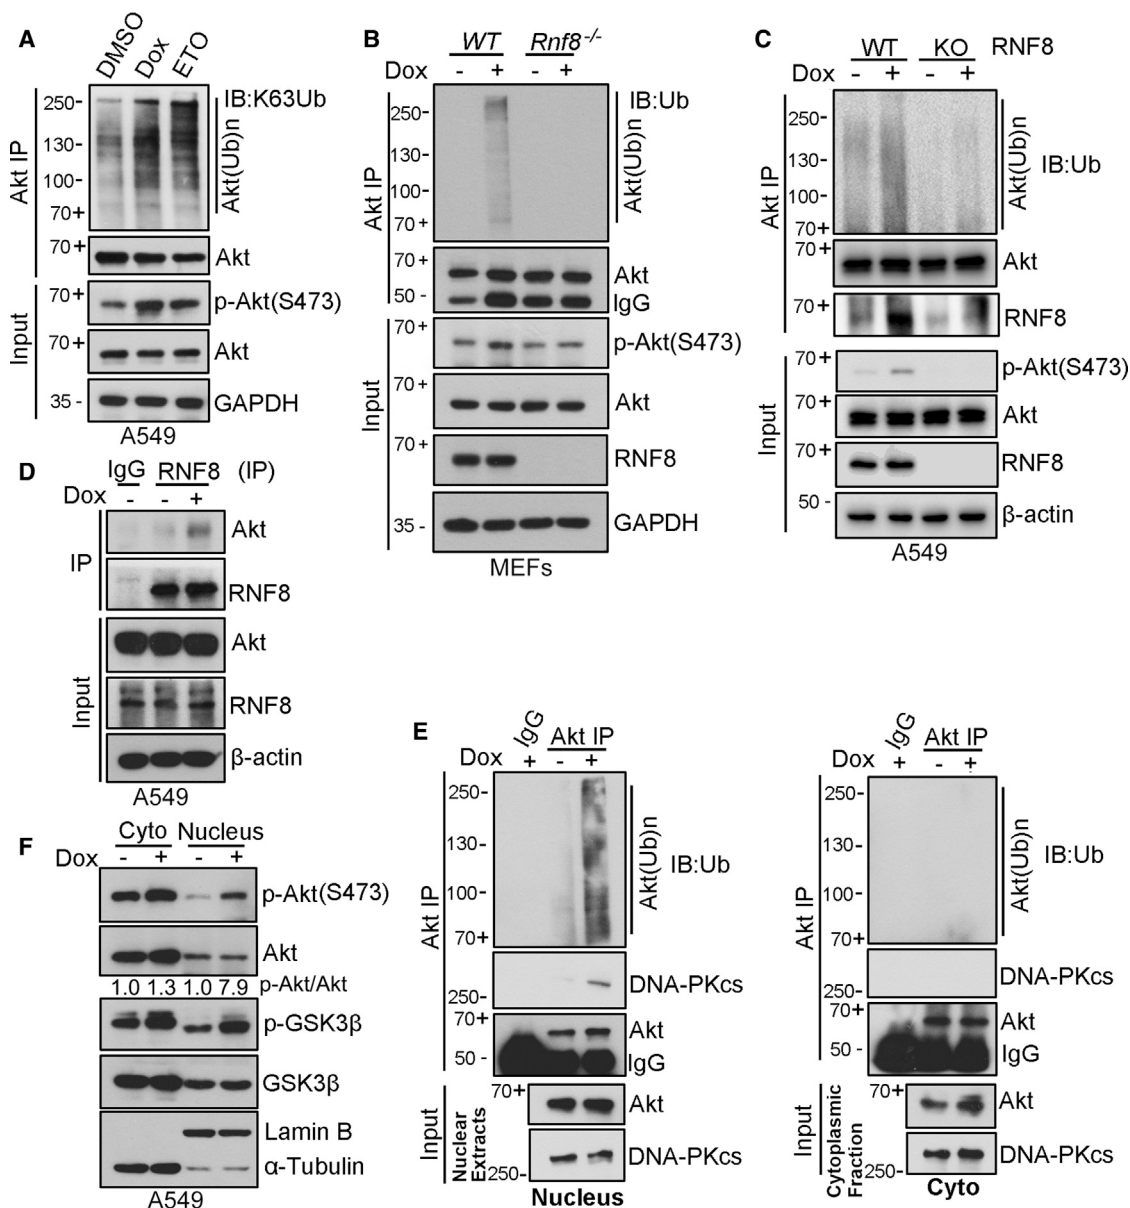 A
DMSO
Dox
ETO
Akt IP
250-
130-
100-
70+
IB:K63Ub
Akt(Ub)n
70+
Akt
Input
70+
p-Akt(S473)
70+
Akt
35 -
GAPDH
A549
B
WT Rnf8-/-
Dox - + - +
Akt IP
250-
130-
100-
70+
IB:Ub
Akt(Ub)n
70+
Akt
50 -
IgG
Input
70+
p-Akt(S473)
70+
Akt
70+
RNF8
35 -
GAPDH
MEFs
C
WT KO RNF8
Dox - + - +
Akt IP
250-
130-
100-
70+
Akt(Ub)n
IB:Ub
70+
Akt
70+
RNF8
Input
70+
p-Akt(S473)
70+
Akt
70+
RNF8
50 -
β-actin
A549
D
IgG RNF8 (IP)
Dox - - +
IP
Akt
RNF8
Input
Akt
RNF8
β-actin
A549
E
IgG Akt IP
Dox + - +
Akt IP
250-
130-
100-
70+
Akt(Ub)n
IB:Ub
250-
DNA-PKcs
70+
Akt
50 -
IgG
Input
Nuclear
Extracts
70+
Akt
250-
DNA-PKcs
Nucleus
IgG Akt IP
Dox + - +
Akt IP
250-
130-
100-
70+
Akt(Ub)n
IB:Ub
250-
DNA-PKcs
70+
Akt
50 -
IgG
Input
Cytoplasmic
Fraction
70+
Akt
250-
DNA-PKcs
Cyto
F
Cyto Nucleus
Dox - + - +
p-Akt(S473)
Akt
1.0 1.3 1.0 7.9 p-Akt/Akt
p-GSK3β
GSK3β
Lamin B
α-Tubulin
A549